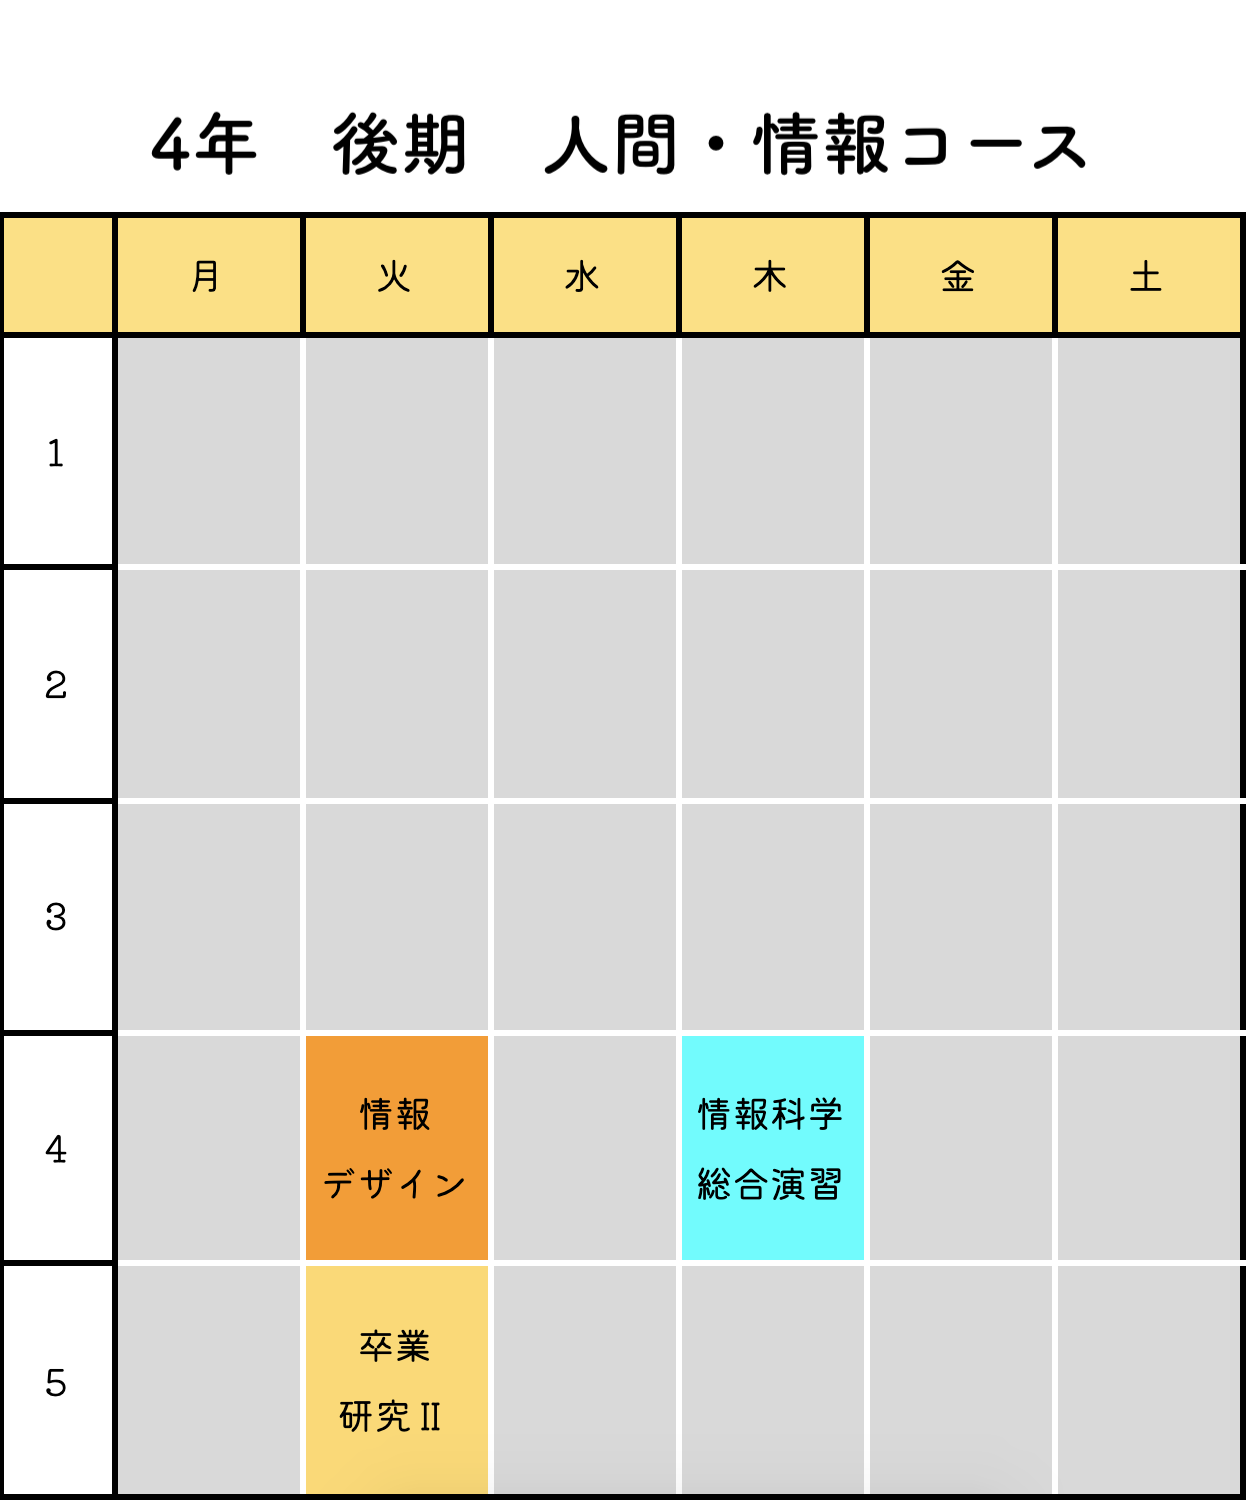 4年　後期　人間・情報コース
月 火 水 木 金 土
1
2
3
4
情報
デザイン
情報科学
総合演習
5
卒業
研究Ⅱ